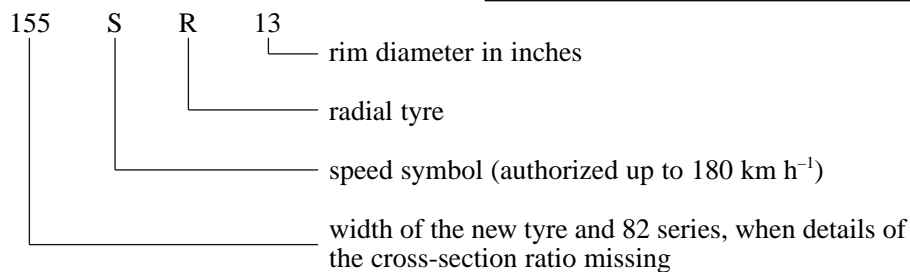 155 S R 13
rim diameter in inches
radial tyre
speed symbol (authorized up to 180 km h⁻¹)
width of the new tyre and 82 series, when details of
the cross-section ratio missing